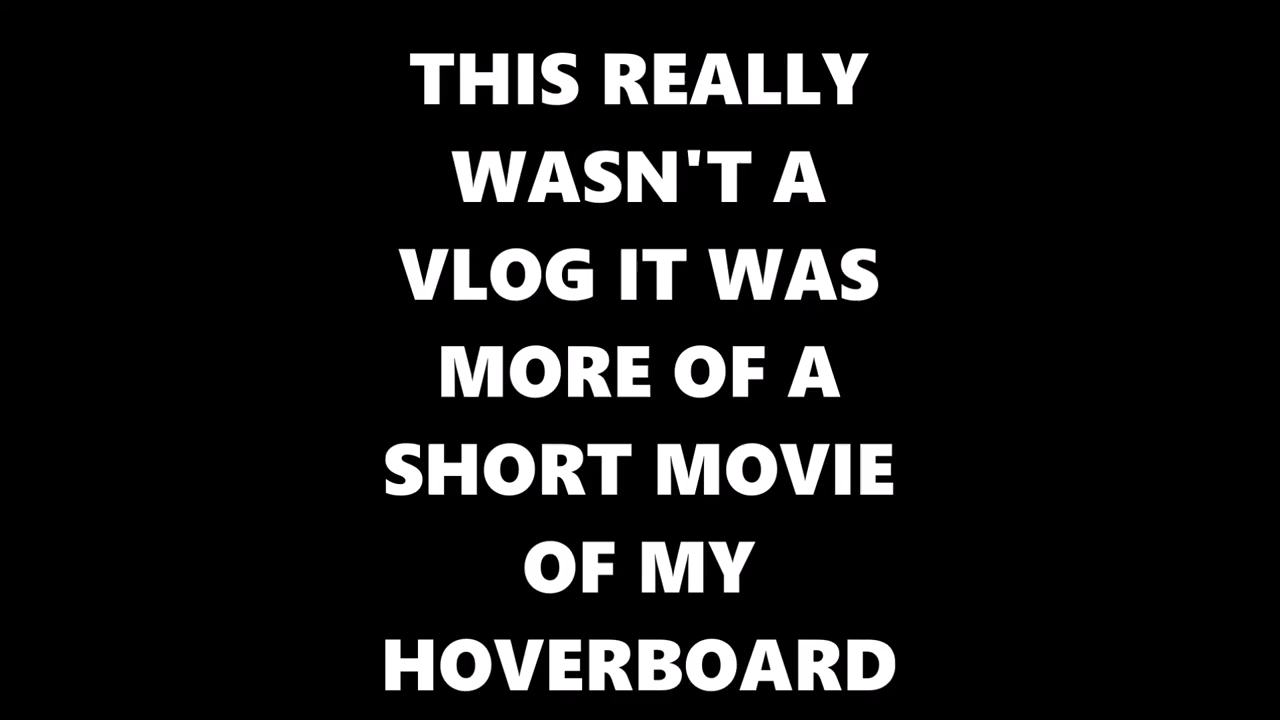 THIS REALLY
WASN'T A
VLOG IT WAS
MORE OF A
SHORT MOVIE
OF MY
HOVERBOARD